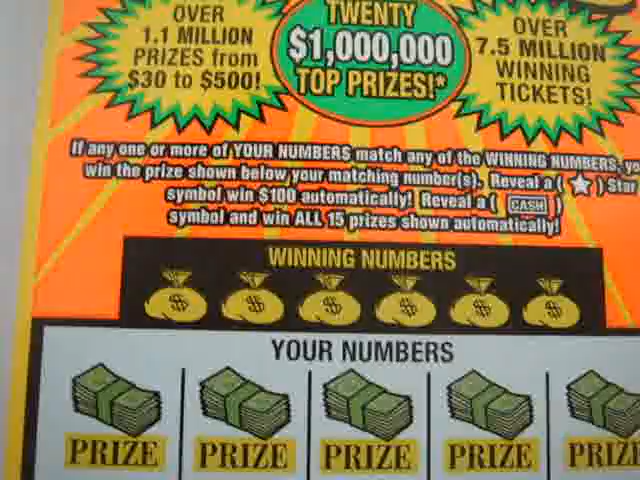 OVER
1.1 MILLION
PRIZES from
$30 to $500!
TWENTY
$1,000,000
TOP PRIZES!*
OVER
7.5 MILLION
WINNING
TICKETS!
If any one or more of YOUR NUMBERS match any of the WINNING NUMBERS, yo
win the prize shown below your matching number(s). Reveal a ( ) Star
symbol win $100 automatically! Reveal a ( CASH )
symbol and win ALL 15 prizes shown automatically!
WINNING NUMBERS
$ $ $ $ $ $
YOUR NUMBERS
PRIZE PRIZE PRIZE PRIZE PRIZE